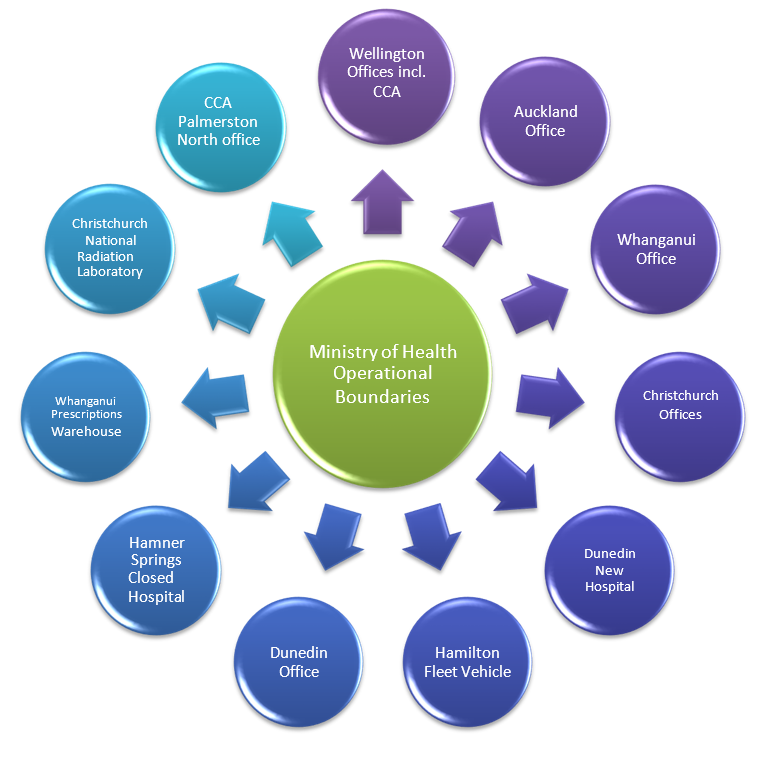 Wellington
Offices incl.
CCA
Auckland
Office
Whanganui
Office
Christchurch
Offices
Dunedin
New
Hospital
Hamilton
Fleet Vehicle
Dunedin
Office
Hamner
Springs
Closed
Hospital
Whanganui
Prescriptions
Warehouse
Christchurch
National
Radiation
Laboratory
CCA
Palmerston
North office
Ministry of Health
Operational
Boundaries